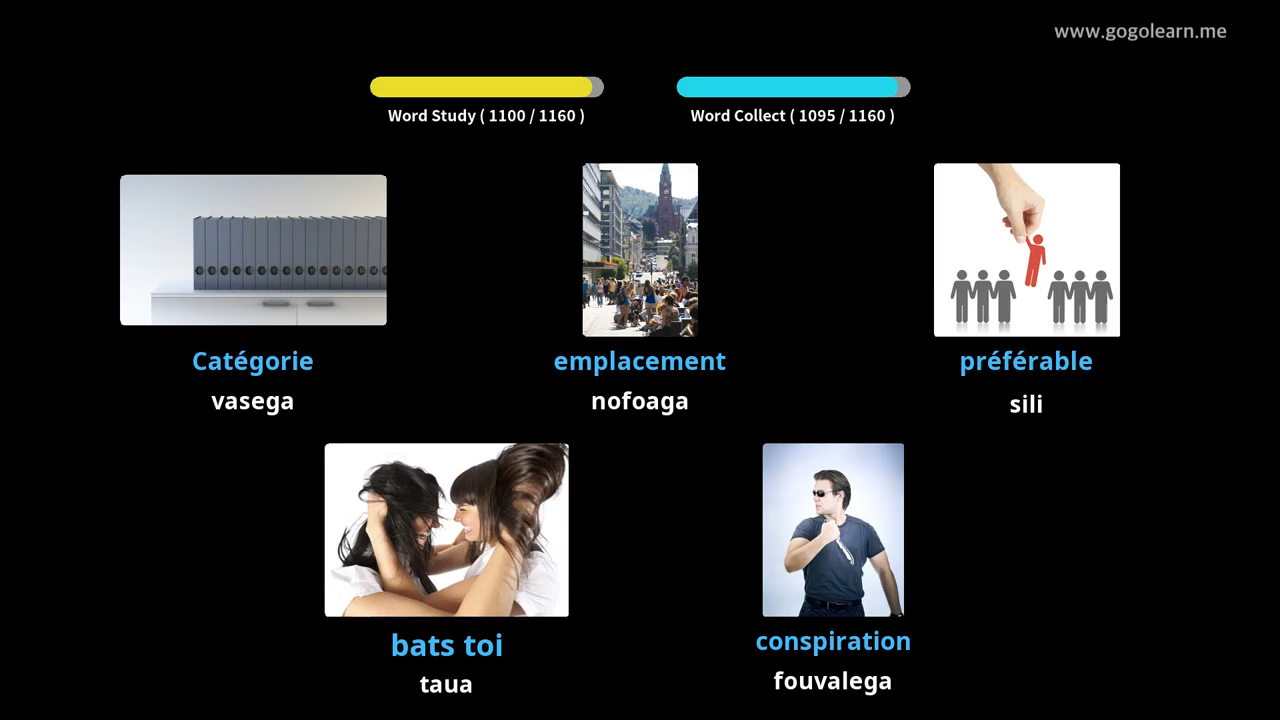 www.gogolearn.me
Word Study ( 1100 / 1160 )
Word Collect ( 1095 / 1160 )
Catégorie
vasega
emplacement
nofoaga
préférable
sili
bats toi
taua
conspiration
fouvalega